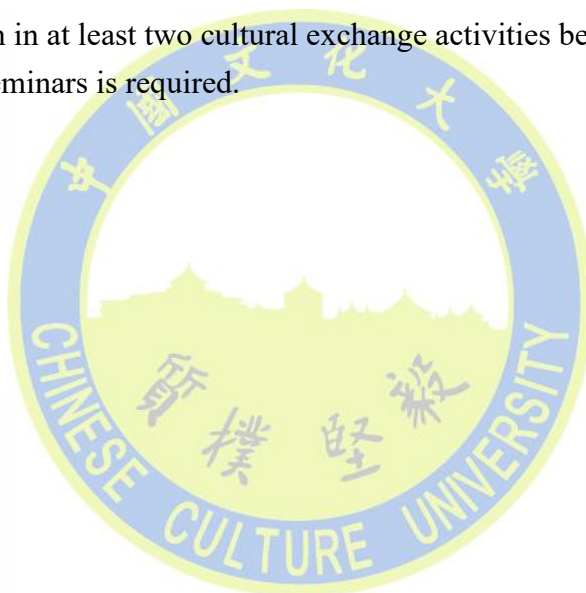 n in at least two cultural exchange activities be
eminars is required.
中國文化大學
質樸堅毅
CHINESE CULTURE UNIVERSITY